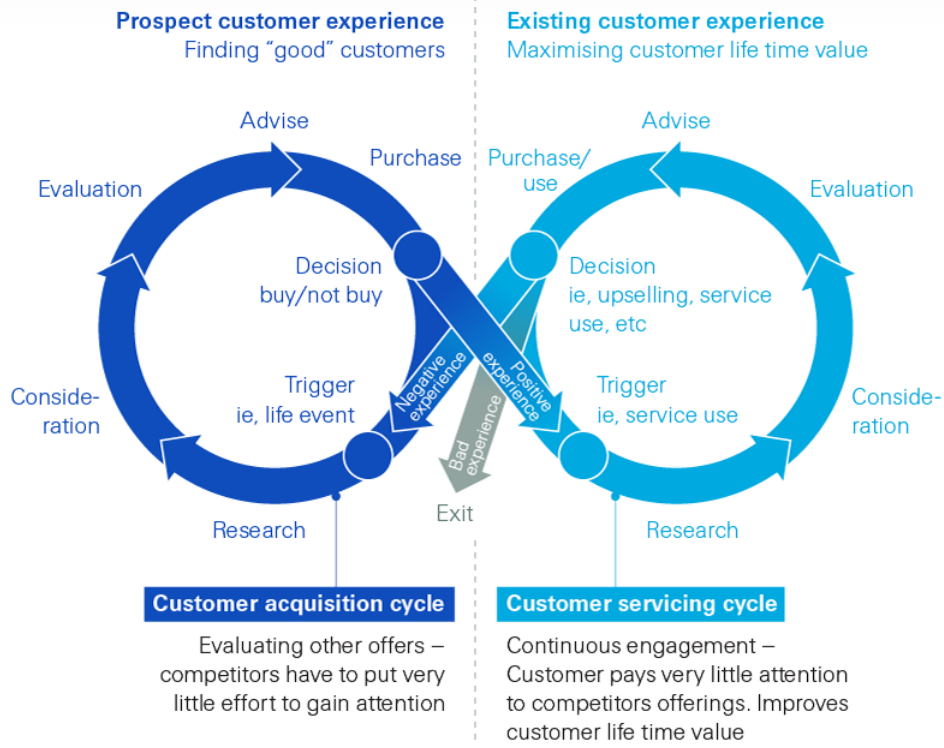 Prospect customer experience
Finding “good” customers
Advise
Purchase
Evaluation
Decision
buy/not buy
Trigger
ie, life event
Conside-
ration
Research
Negative
experience
Customer acquisition cycle
Evaluating other offers –
competitors have to put very
little effort to gain attention
Bad
experience
Exit
Existing customer experience
Maximising customer life time value
Advise
Purchase/
use
Evaluation
Decision
ie, upselling, service
use, etc
Positive
experience
Trigger
ie, service use
Conside-
ration
Research
Customer servicing cycle
Continuous engagement –
Customer pays very little attention
to competitors offerings. Improves
customer life time value